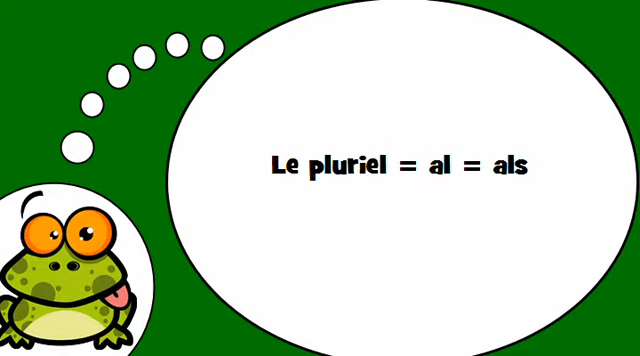 Le pluriel = al = als